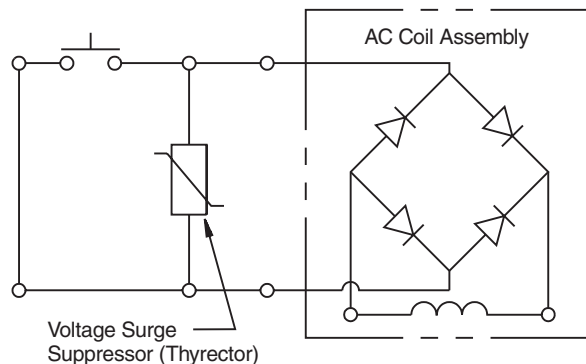 AC Coil Assembly
Voltage Surge
Suppressor (Thyrector)